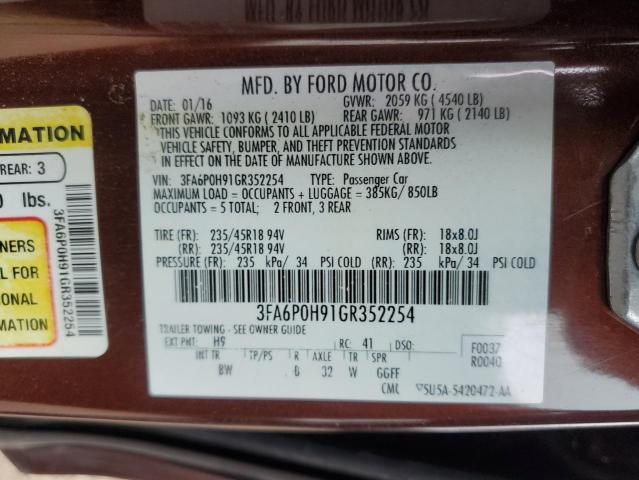 MFD. BY FORD MOTOR CO.
DATE: 01/16 GVWR: 2059 KG ( 4540 LB)
FRONT GAWR: 1093 KG ( 2410 LB) REAR GAWR: 971 KG ( 2140 LB)
THIS VEHICLE CONFORMS TO ALL APPLICABLE FEDERAL MOTOR
VEHICLE SAFETY, BUMPER, AND THEFT PREVENTION STANDARDS
IN EFFECT ON THE DATE OF MANUFACTURE SHOWN ABOVE.
VIN: 3FA6P0H91GR352254 TYPE: Passenger Car
MAXIMUM LOAD = OCCUPANTS + LUGGAGE = 385KG/ 850LB
OCCUPANTS = 5 TOTAL; 2 FRONT, 3 REAR
TIRE (FR): 235/45R18 94V RIMS (FR): 18x8.0J
(RR): 235/45R18 94V (RR): 18x8.0J
PRESSURE (FR): 235 kPa/ 34 PSI COLD (RR): 235 kPa/ 34 PSI COLD
3FA6P0H91GR352254
TRAILER TOWING - SEE OWNER GUIDE
EXT PNT: H9 RC: 41 DSO: F0037
R0040
INT TR TP/PS R AXLE TR SPR
BW 32 W GGFF
CMC
RMATION
REAR: 3
0 lbs.
3FA6P0H91GR352254
NERS
L FOR
IONAL
MATION